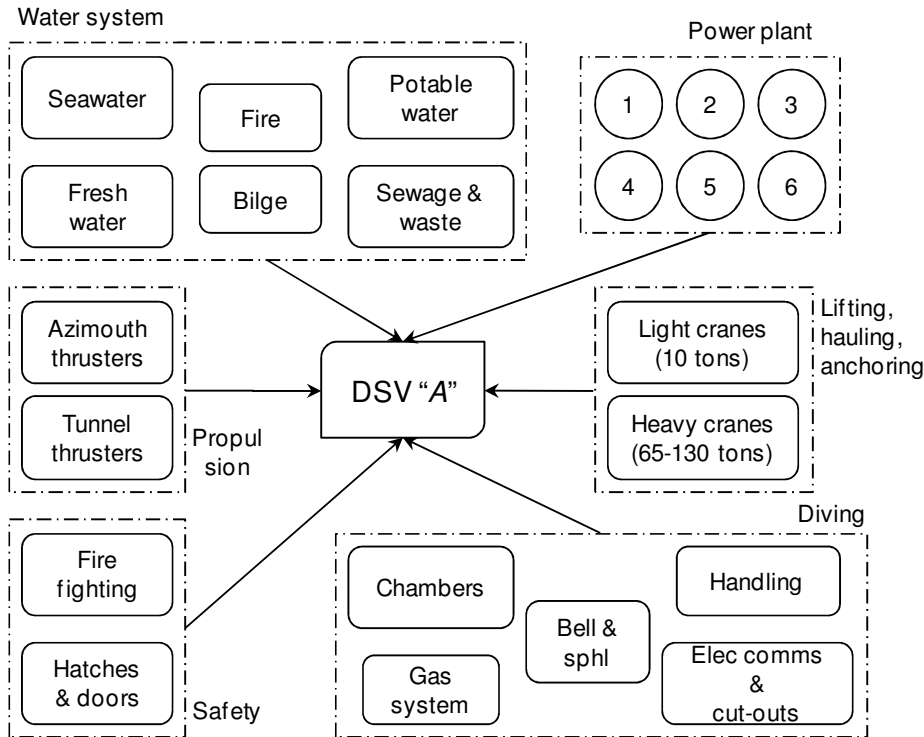 Water system
Seawater
Fire
Potable
water
Fresh
water
Bilge
Sewage &
waste
Power plant
1
2
3
4
5
6
Azimouth
thrusters
Tunnel
thrusters
Propul
sion
DSV “A”
Light cranes
(10 tons)
Heavy cranes
(65-130 tons)
Lifting,
hauling,
anchoring
Fire
fighting
Hatches
& doors
Safety
Diving
Chambers
Handling
Bell &
sphl
Gas
system
Elec comms
&
cut-outs